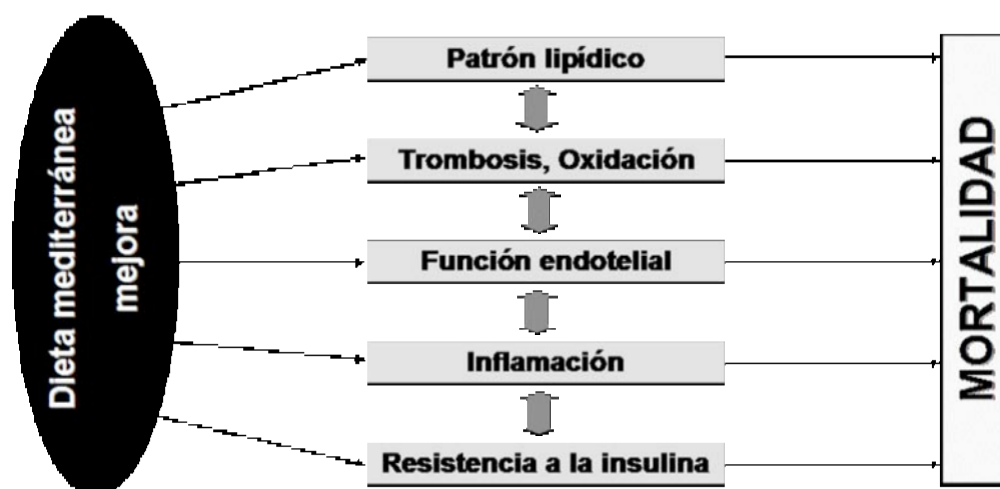 Dieta mediterránea
mejora
Patrón lipídico
Trombosis, Oxidación
Función endotelial
Inflamación
Resistencia a la insulina
MORTALIDAD